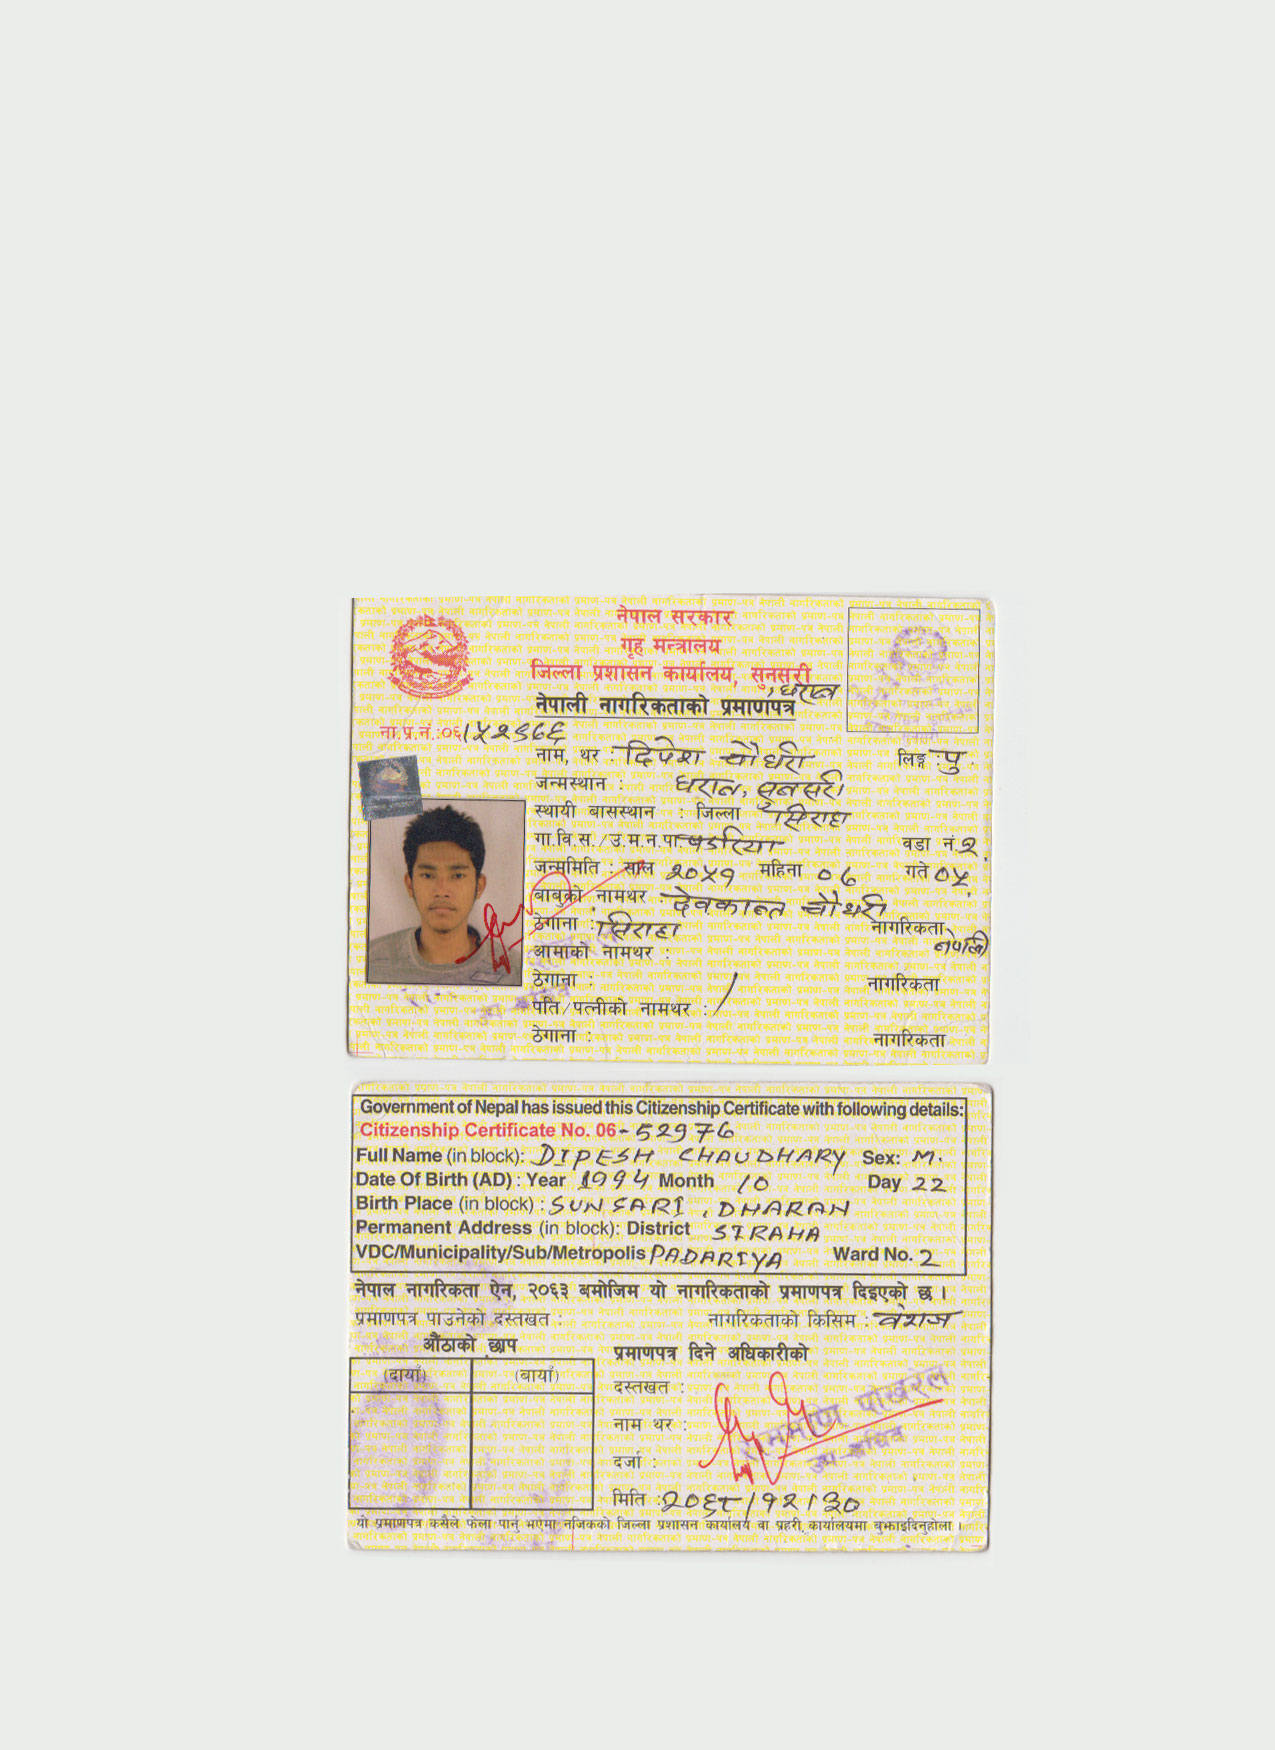 नेपाल सरकार
गृह मन्त्रालय
जिल्ला प्रशासन कार्यालय, सुनसरी
, धरान
नेपाली नागरिकताको प्रमाणपत्र
ना.प्र.नं.:०६/५२९७६
नाम, थर : दिपेश चौधरी लिङ्ग : पु.
जन्मस्थान : धरान, सुनसरी
स्थायी बासस्थान : जिल्ला सिराहा
गा.वि.स./उ.म.न.पा. पडरिया वडा नं. २.
जन्ममिति : साल २०५१ महिना ०७ गते ०५.
बाबुको नामथर : देवकान्त चौधरी
ठेगाना : सिराहा नागरिकता नेपाली
आमाको नामथर :
ठेगाना : नागरिकता
पति/पत्नीको नामथर : /
ठेगाना : नागरिकता
Government of Nepal has issued this Citizenship Certificate with following details:
Citizenship Certificate No. 06-52976
Full Name (in block): DIPESH CHAUDHARY Sex: M.
Date Of Birth (AD) : Year 1994 Month 10 Day 22
Birth Place (in block) : SUNSARI, DHARAN
Permanent Address (in block): District SIRAHA
VDC/Municipality/Sub/Metropolis PADARIYA Ward No. 2
नेपाल नागरिकता ऐन, २०६३ बमोजिम यो नागरिकताको प्रमाणपत्र दिइएको छ ।
प्रमाणपत्र पाउनेको दस्तखत : नागरिकताको किसिम : वंशज
औंठाको छाप प्रमाणपत्र दिने अधिकारीको
(दायाँ) (बायाँ) दस्तखत :
नाम थर : पोखरेल
दर्जा : उप-सचिव
मिति : २०६८/१२/३०
यो प्रमाणपत्र कसैले फेला पार्नु भएमा नजिकको जिल्ला प्रशासन कार्यालय वा प्रहरी कार्यालयमा बुझाइदिनुहोला ।